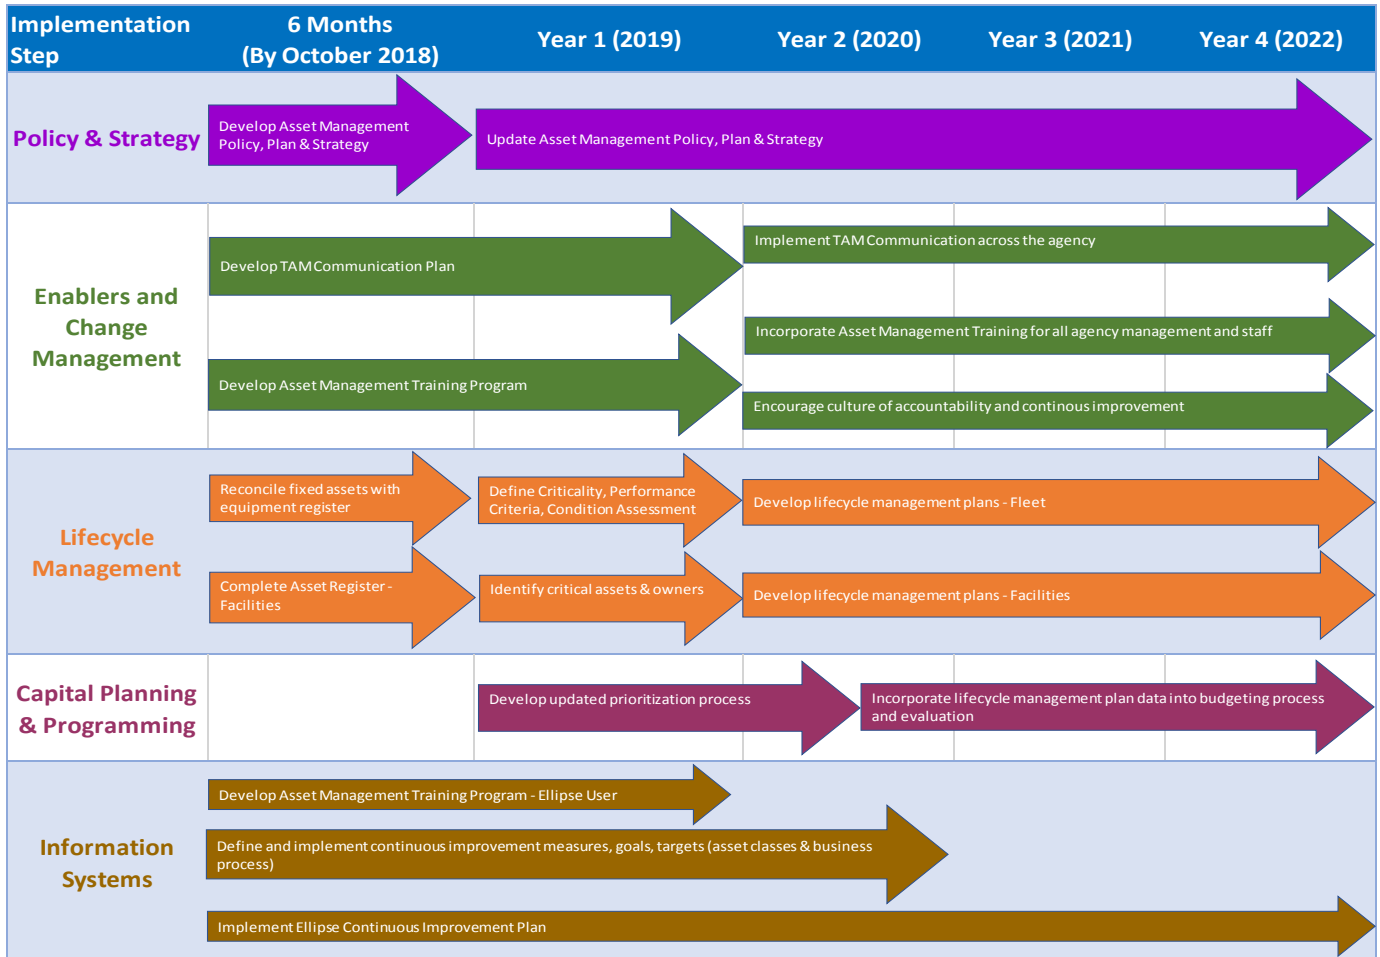 Implementation
Step
6 Months
(By October 2018)
Year 1 (2019)
Year 2 (2020)
Year 3 (2021)
Year 4 (2022)
Policy & Strategy
Develop Asset Management
Policy, Plan & Strategy
Update Asset Management Policy, Plan & Strategy
Enablers and
Change
Management
Develop TAM Communication Plan
Implement TAM Communication across the agency
Incorporate Asset Management Training for all agency management and staff
Develop Asset Management Training Program
Encourage culture of accountability and continous improvement
Lifecycle
Management
Reconcile fixed assets with
equipment register
Define Criticality, Performance
Criteria, Condition Assessment
Develop lifecycle management plans - Fleet
Complete Asset Register -
Facilities
Identify critical assets & owners
Develop lifecycle management plans - Facilities
Capital Planning
& Programming
Develop updated prioritization process
Incorporate lifecycle management plan data into budgeting process
and evaluation
Information
Systems
Develop Asset Management Training Program - Ellipse User
Define and implement continuous improvement measures, goals, targets (asset classes & business
process)
Implement Ellipse Continuous Improvement Plan